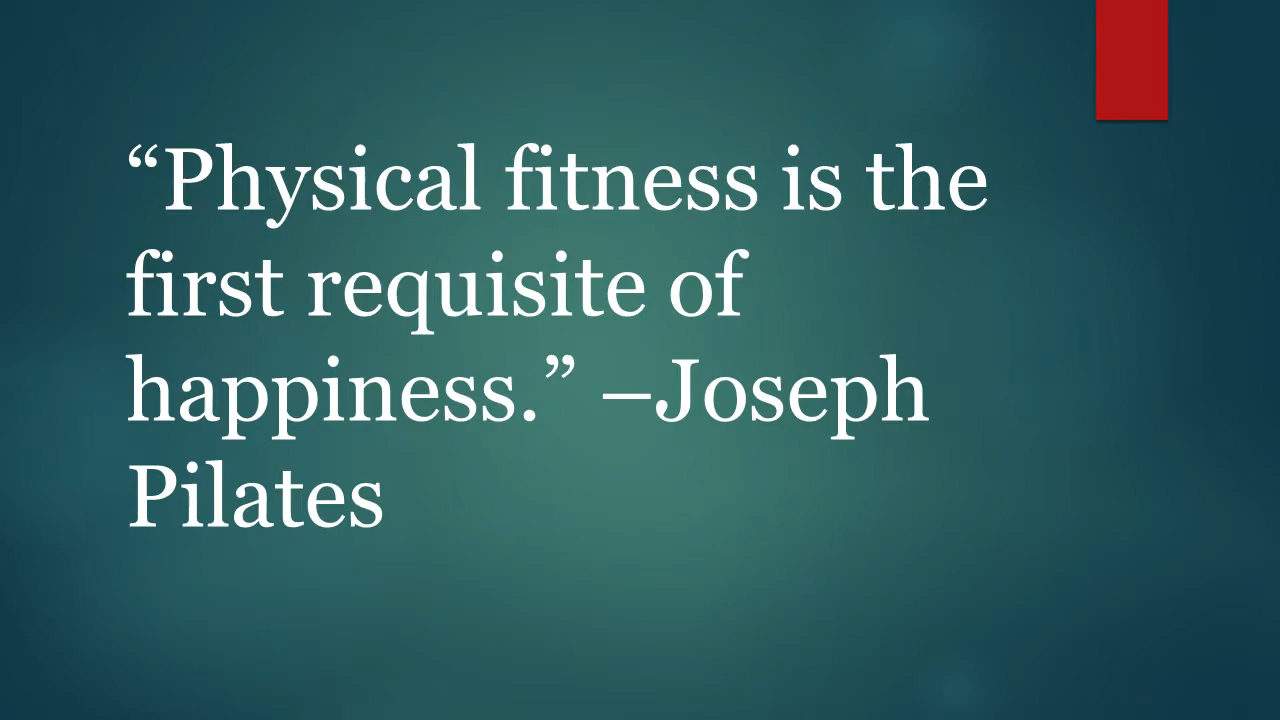 “Physical fitness is the
first requisite of
happiness.” –Joseph
Pilates